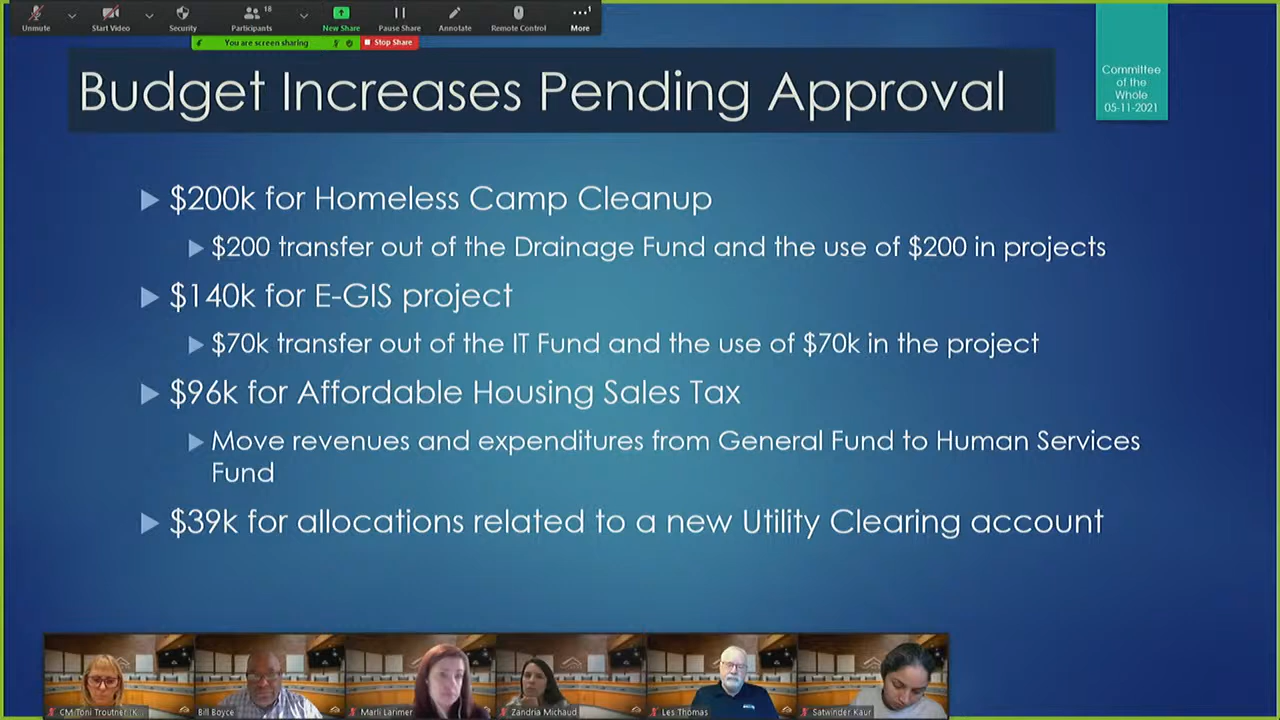 Unmute
Start Video
Security
Participants
18
New Share
Pause Share
Annotate
Remote Control
1
More
You are screen sharing
Stop Share
Budget Increases Pending Approval
Committee
of the
Whole
05-11-2021
$200k for Homeless Camp Cleanup
$200 transfer out of the Drainage Fund and the use of $200 in projects
$140k for E-GIS project
$70k transfer out of the IT Fund and the use of $70k in the project
$96k for Affordable Housing Sales Tax
Move revenues and expenditures from General Fund to Human Services
Fund
$39k for allocations related to a new Utility Clearing account
CM Toni Troutner (K...
Bill Boyce
Marli Larimer
Zandria Michaud
Les Thomas
Satwinder Kaur